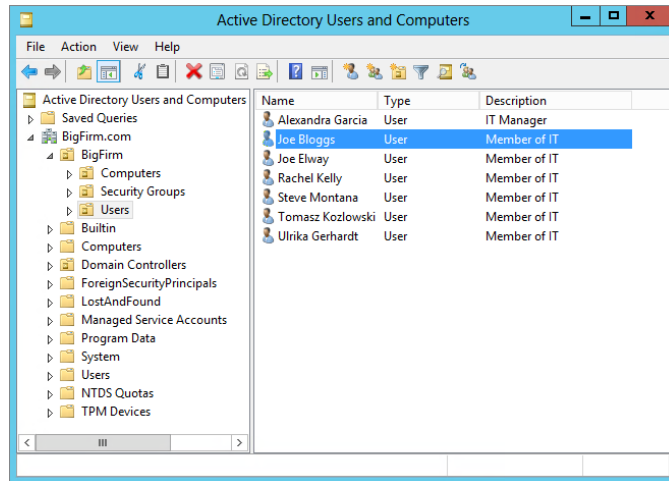 Active Directory Users and Computers
File Action View Help
Active Directory Users and Computers
Saved Queries
BigFirm.com
BigFirm
Computers
Security Groups
Users
Builtin
Computers
Domain Controllers
ForeignSecurityPrincipals
LostAndFound
Managed Service Accounts
Program Data
System
Users
NTDS Quotas
TPM Devices
Name Type Description
Alexandra Garcia User IT Manager
Joe Bloggs User Member of IT
Joe Elway User Member of IT
Rachel Kelly User Member of IT
Steve Montana User Member of IT
Tomasz Kozlowski User Member of IT
Ulrika Gerhardt User Member of IT